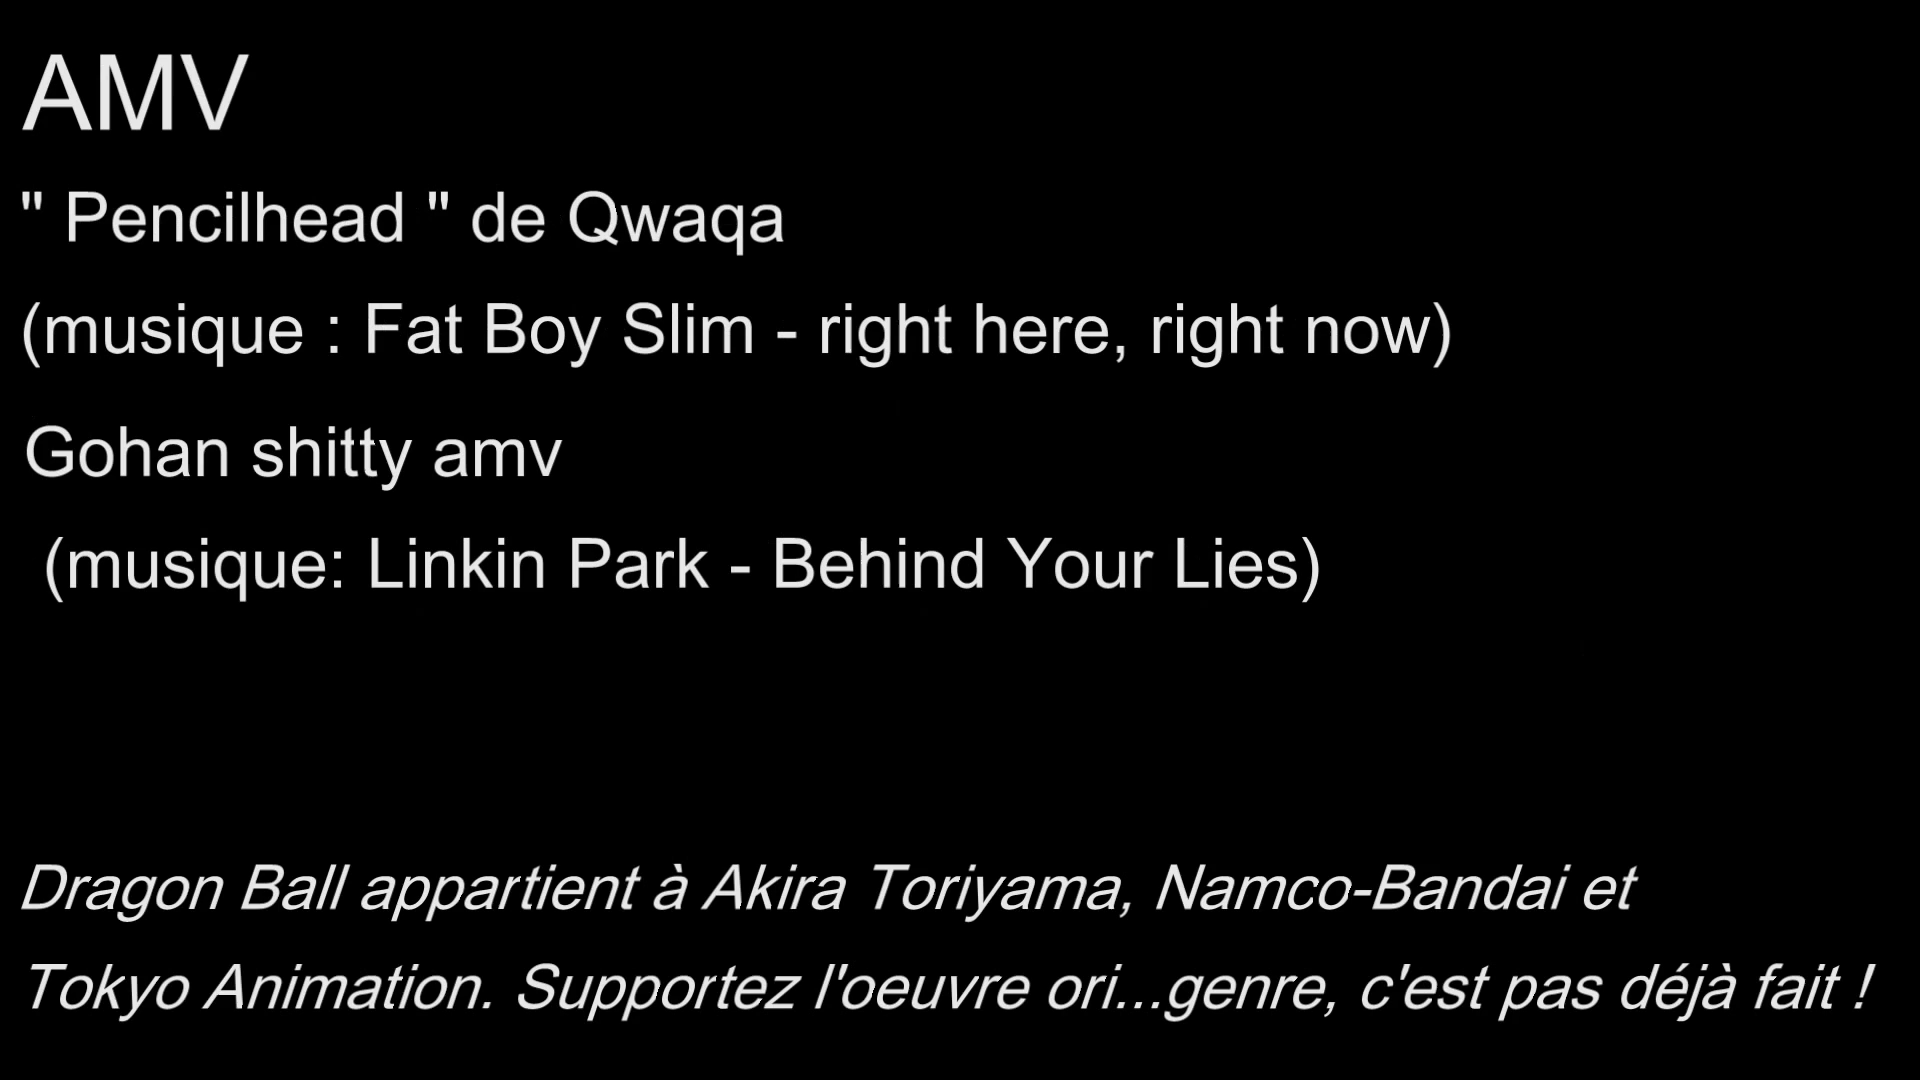 AMV
" Pencilhead " de Qwaqa
(musique : Fat Boy Slim - right here, right now)
Gohan shitty amv
(musique: Linkin Park - Behind Your Lies)
Dragon Ball appartient à Akira Toriyama, Namco-Bandai et
Tokyo Animation. Supportez l'oeuvre ori...genre, c'est pas déjà fait !